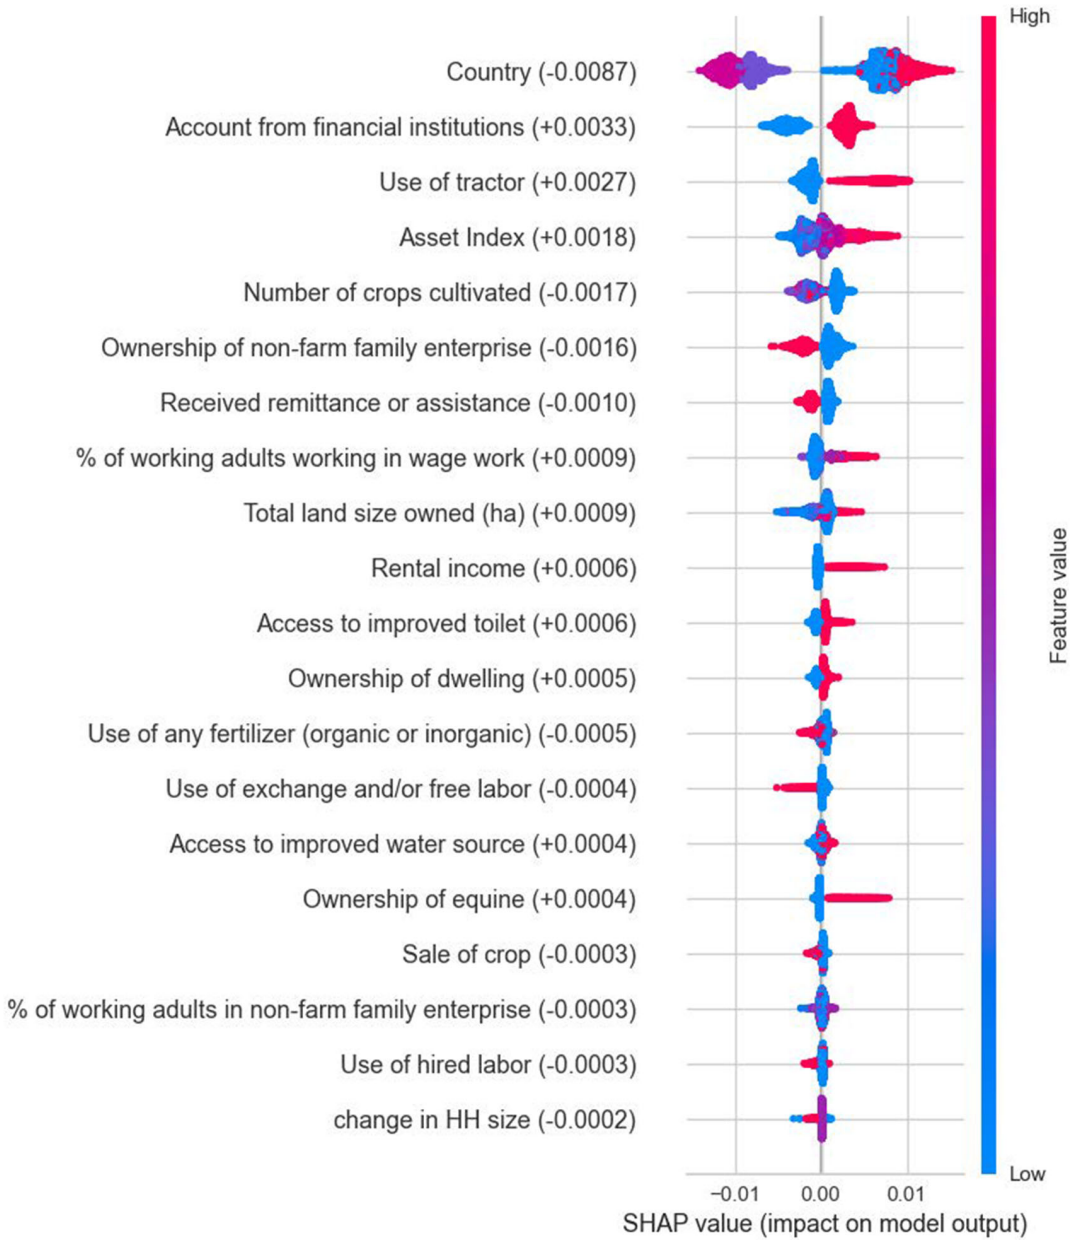 High
Country (-0.0087)
Account from financial institutions (+0.0033)
Use of tractor (+0.0027)
Asset Index (+0.0018)
Number of crops cultivated (-0.0017)
Ownership of non-farm family enterprise (-0.0016)
Received remittance or assistance (-0.0010)
% of working adults working in wage work (+0.0009)
Total land size owned (ha) (+0.0009)
Rental income (+0.0006)
Access to improved toilet (+0.0006)
Ownership of dwelling (+0.0005)
Use of any fertilizer (organic or inorganic) (-0.0005)
Use of exchange and/or free labor (-0.0004)
Access to improved water source (+0.0004)
Ownership of equine (+0.0004)
Sale of crop (-0.0003)
% of working adults in non-farm family enterprise (-0.0003)
Use of hired labor (-0.0003)
change in HH size (-0.0002)
Feature value
Low
−0.01 0.00 0.01
SHAP value (impact on model output)